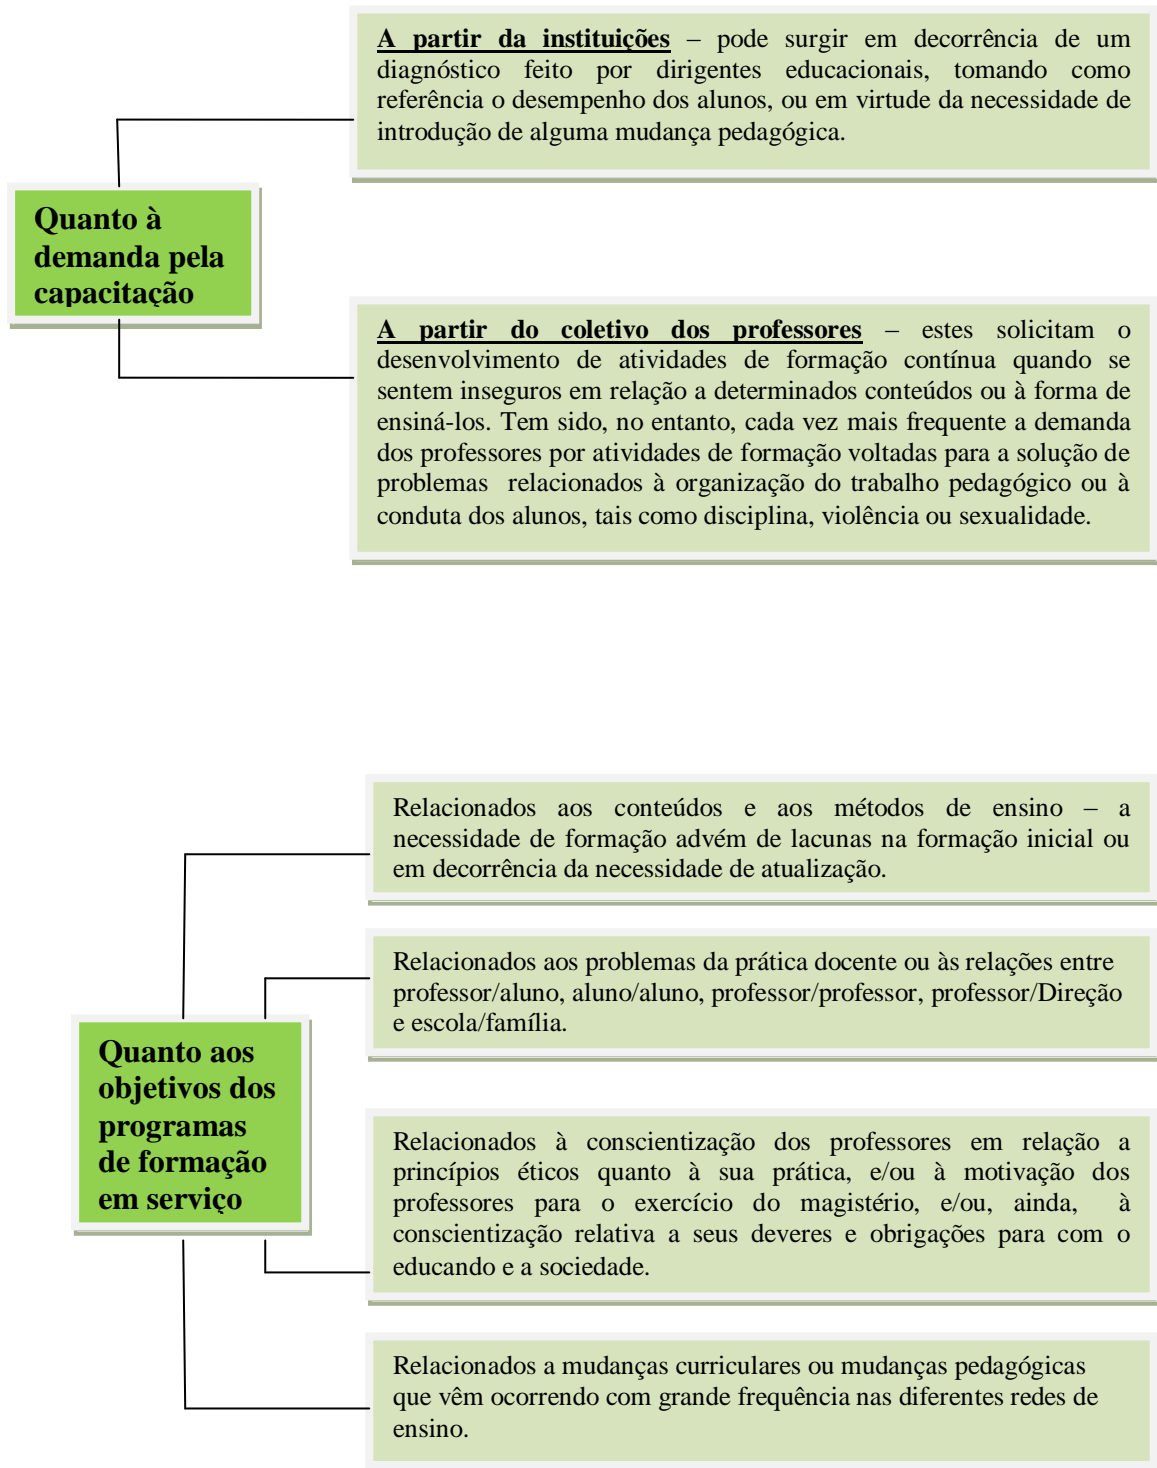 A partir da instituições – pode surgir em decorrência de um
diagnóstico feito por dirigentes educacionais, tomando como
referência o desempenho dos alunos, ou em virtude da necessidade de
introdução de alguma mudança pedagógica.
Quanto à
demanda pela
capacitação
A partir do coletivo dos professores – estes solicitam o
desenvolvimento de atividades de formação contínua quando se
sentem inseguros em relação a determinados conteúdos ou à forma de
ensiná-los. Tem sido, no entanto, cada vez mais frequente a demanda
dos professores por atividades de formação voltadas para a solução de
problemas relacionados à organização do trabalho pedagógico ou à
conduta dos alunos, tais como disciplina, violência ou sexualidade.
Relacionados aos conteúdos e aos métodos de ensino – a
necessidade de formação advém de lacunas na formação inicial ou
em decorrência da necessidade de atualização.
Relacionados aos problemas da prática docente ou às relações entre
professor/aluno, aluno/aluno, professor/professor, professor/Direção
e escola/família.
Quanto aos
objetivos dos
programas
de formação
em serviço
Relacionados à conscientização dos professores em relação a
princípios éticos quanto à sua prática, e/ou à motivação dos
professores para o exercício do magistério, e/ou, ainda, à
conscientização relativa a seus deveres e obrigações para com o
educando e a sociedade.
Relacionados a mudanças curriculares ou mudanças pedagógicas
que vêm ocorrendo com grande frequência nas diferentes redes de
ensino.